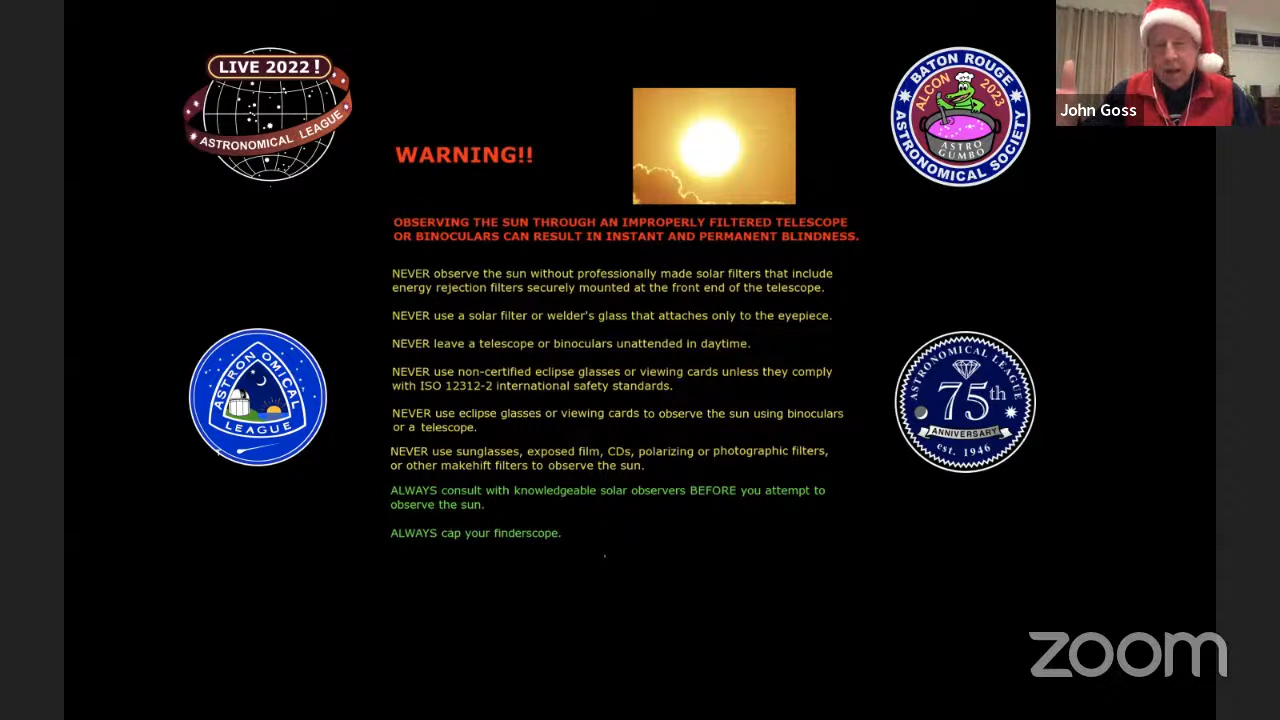 LIVE 2022!
ASTRONOMICAL LEAGUE
BATON ROUGE
ALCON 2023
ASTRO
GUMBO
ASTRONOMICAL SOCIETY
John Goss
WARNING!!
OBSERVING THE SUN THROUGH AN IMPROPERLY FILTERED TELESCOPE
OR BINOCULARS CAN RESULT IN INSTANT AND PERMANENT BLINDNESS.
NEVER observe the sun without professionally made solar filters that include
energy rejection filters securely mounted at the front end of the telescope.
NEVER use a solar filter or welder's glass that attaches only to the eyepiece.
NEVER leave a telescope or binoculars unattended in daytime.
NEVER use non-certified eclipse glasses or viewing cards unless they comply
with ISO 12312-2 international safety standards.
NEVER use eclipse glasses or viewing cards to observe the sun using binoculars
or a telescope.
NEVER use sunglasses, exposed film, CDs, polarizing or photographic filters,
or other makehift filters to observe the sun.
ALWAYS consult with knowledgeable solar observers BEFORE you attempt to
observe the sun.
ALWAYS cap your finderscope.
ASTRONOMICAL
LEAGUE
ASTRONOMICAL LEAGUE
75th
ANNIVERSARY
est. 1946
zoom